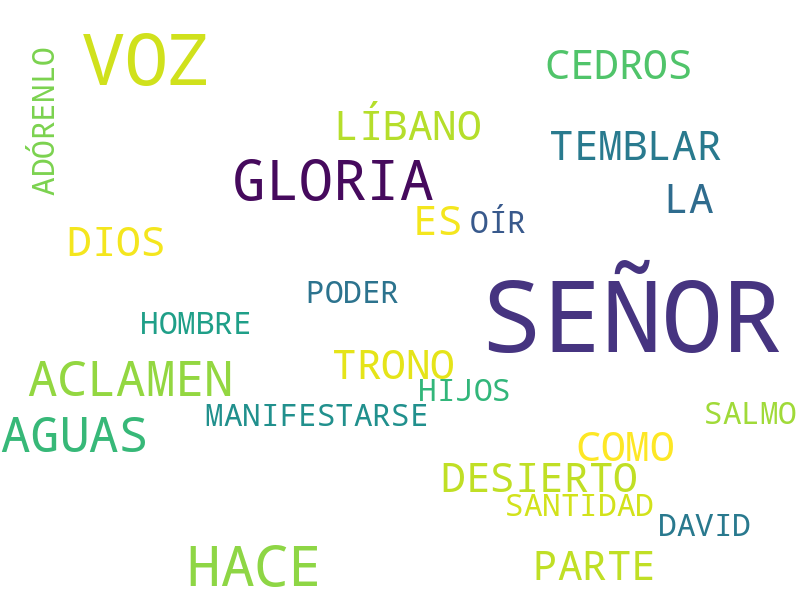 VOZ
CEDROS
ADÓRENLO
LÍBANO
TEMBLAR
GLORIA
LA
ES
OÍR
DIOS
PODER
SEÑOR
HOMBRE
TRONO
ACLAMEN
HIJOS
MANIFESTARSE
SALMO
AGUAS
COMO
DESIERTO
SANTIDAD
DAVID
HACE
PARTE